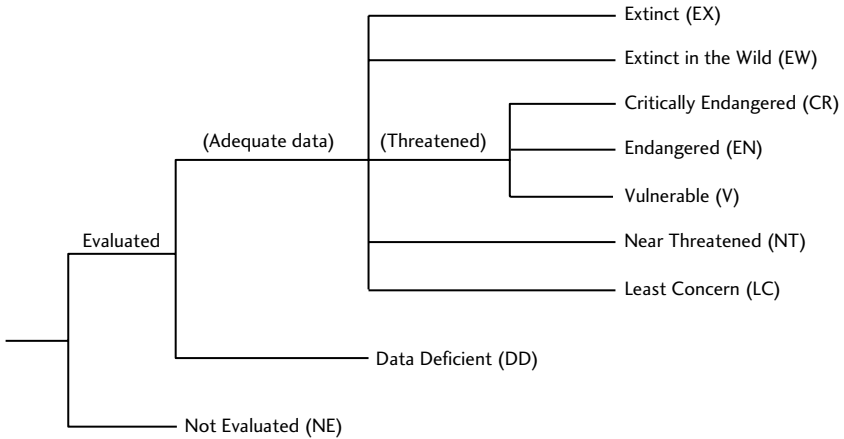 Extinct (EX)
Extinct in the Wild (EW)
Critically Endangered (CR)
(Adequate data)
(Threatened)
Endangered (EN)
Vulnerable (V)
Evaluated
Near Threatened (NT)
Least Concern (LC)
Data Deficient (DD)
Not Evaluated (NE)